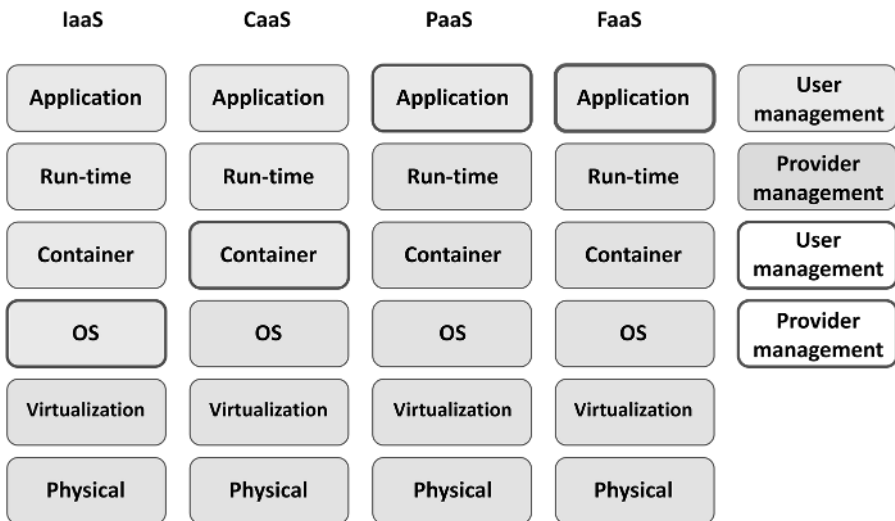 IaaS CaaS PaaS FaaS
Application Application Application Application User
management
Run-time Run-time Run-time Run-time Provider
management
Container Container Container Container User
management
OS OS OS OS Provider
management
Virtualization Virtualization Virtualization Virtualization
Physical Physical Physical Physical